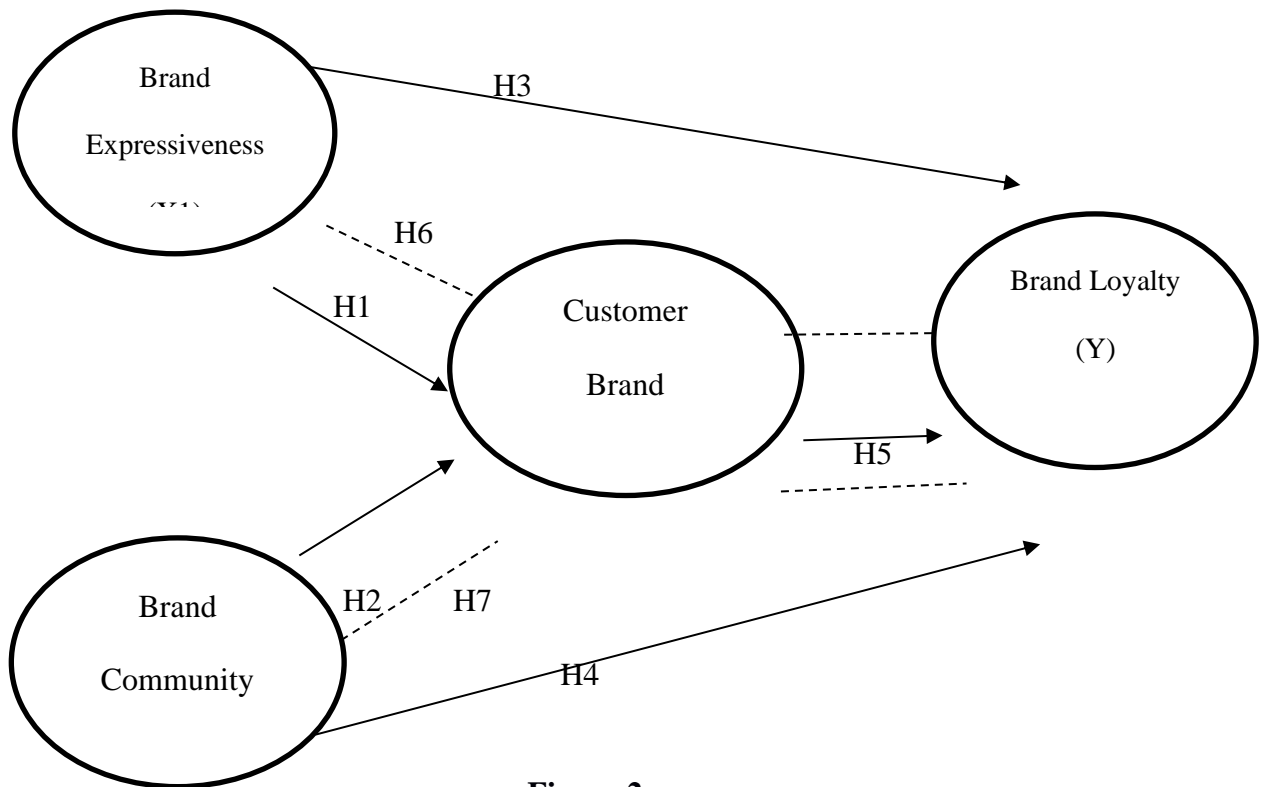 Brand
Expressiveness
H3
H6
H1
Customer
Brand
Brand Loyalty
(Y)
H5
Brand
Community
H2
H7
H4